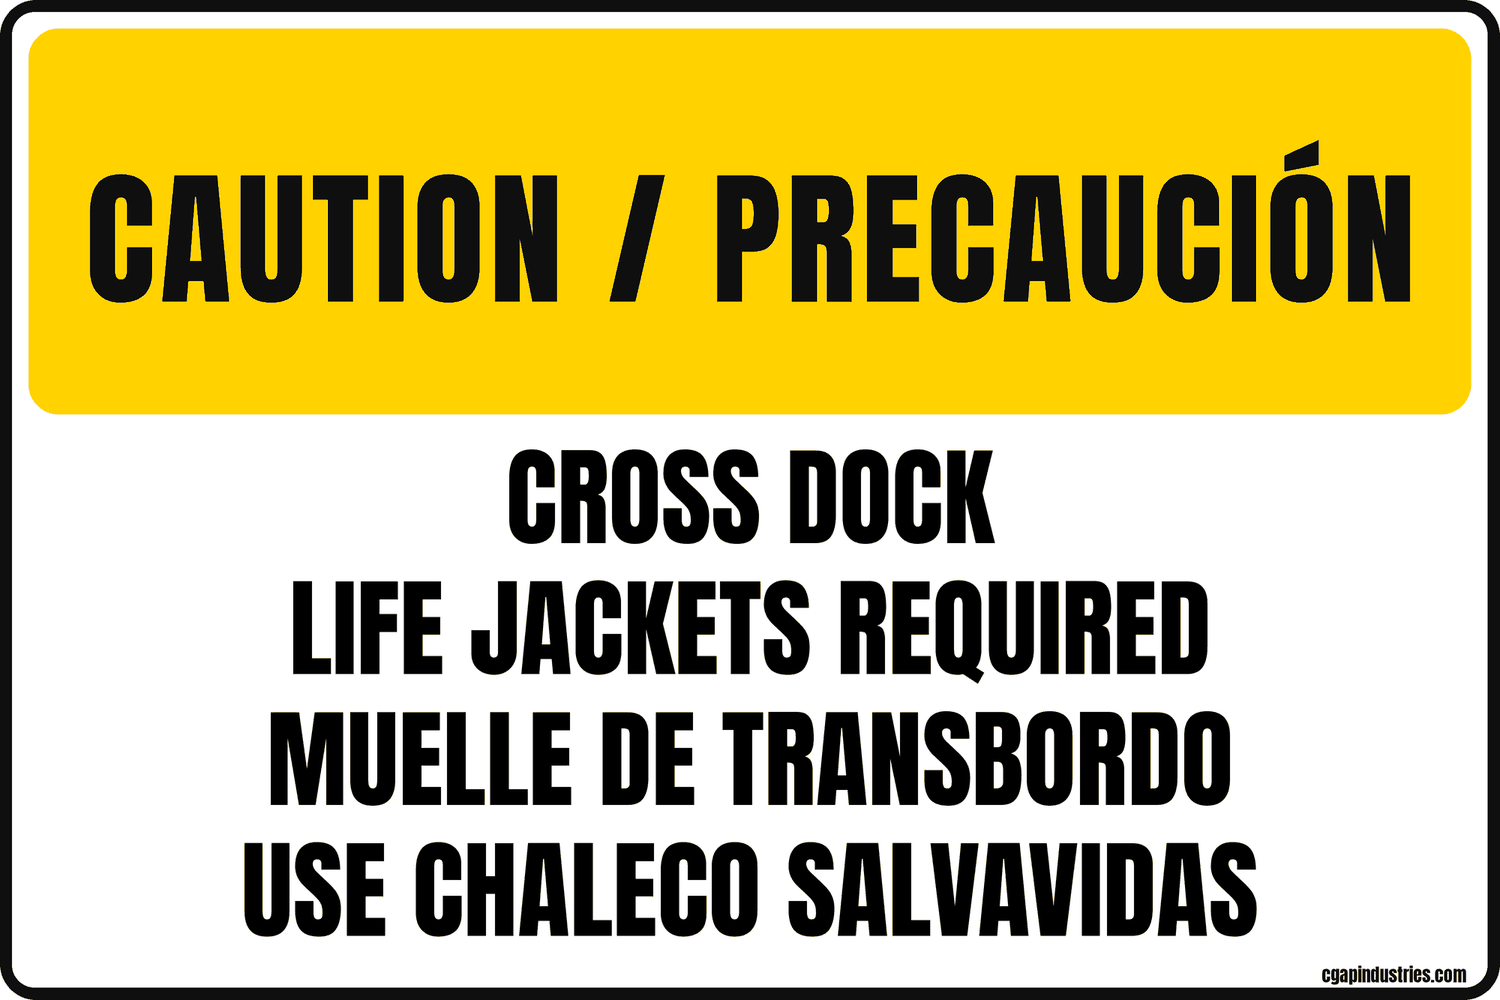 CAUTION / PRECAUCIÓN
CROSS DOCK
LIFE JACKETS REQUIRED
MUELLE DE TRANSBORDO
USE CHALECO SALVAVIDAS
cgapindustries.com